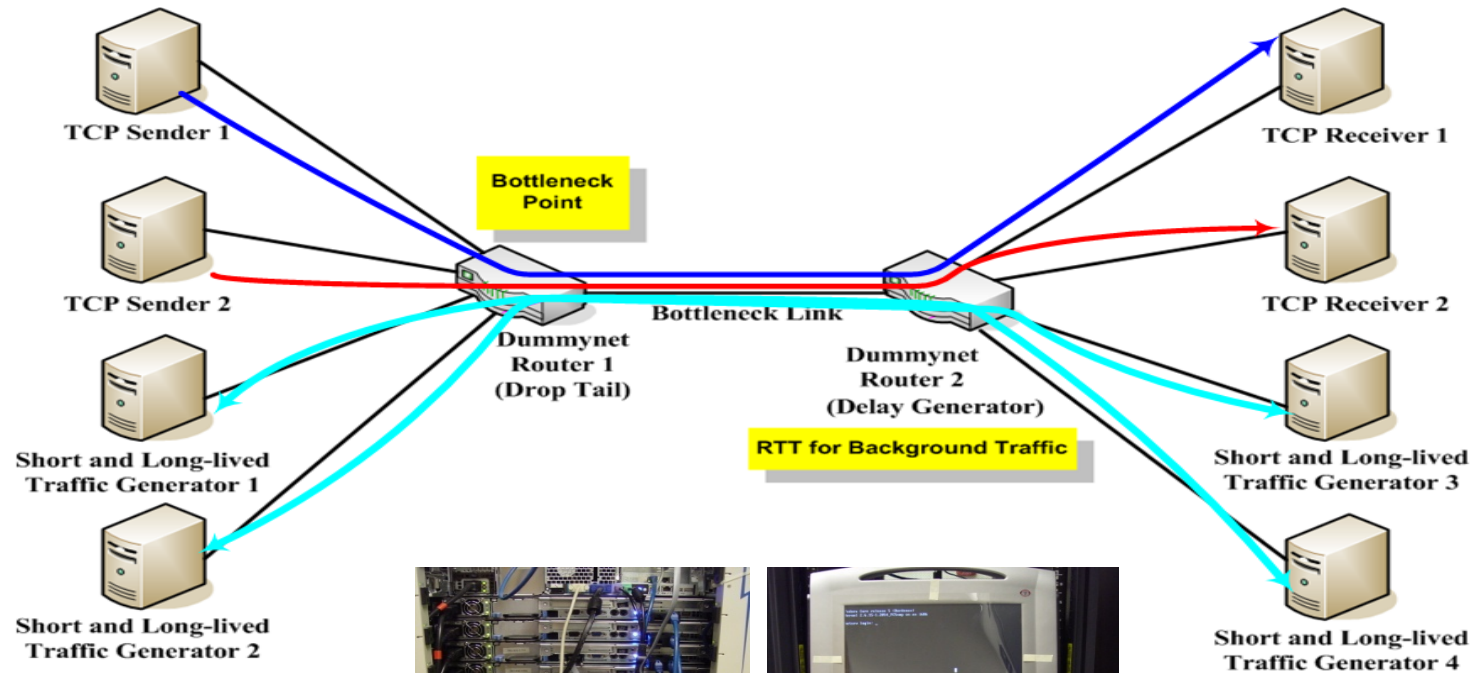 TCP Sender 1
TCP Receiver 1
Bottleneck
Point
TCP Sender 2
TCP Receiver 2
Bottleneck Link
Dummynet
Router 1
(Drop Tail)
Dummynet
Router 2
(Delay Generator)
RTT for Background Traffic
Short and Long-lived
Traffic Generator 1
Short and Long-lived
Traffic Generator 3
Short and Long-lived
Traffic Generator 2
Short and Long-lived
Traffic Generator 4